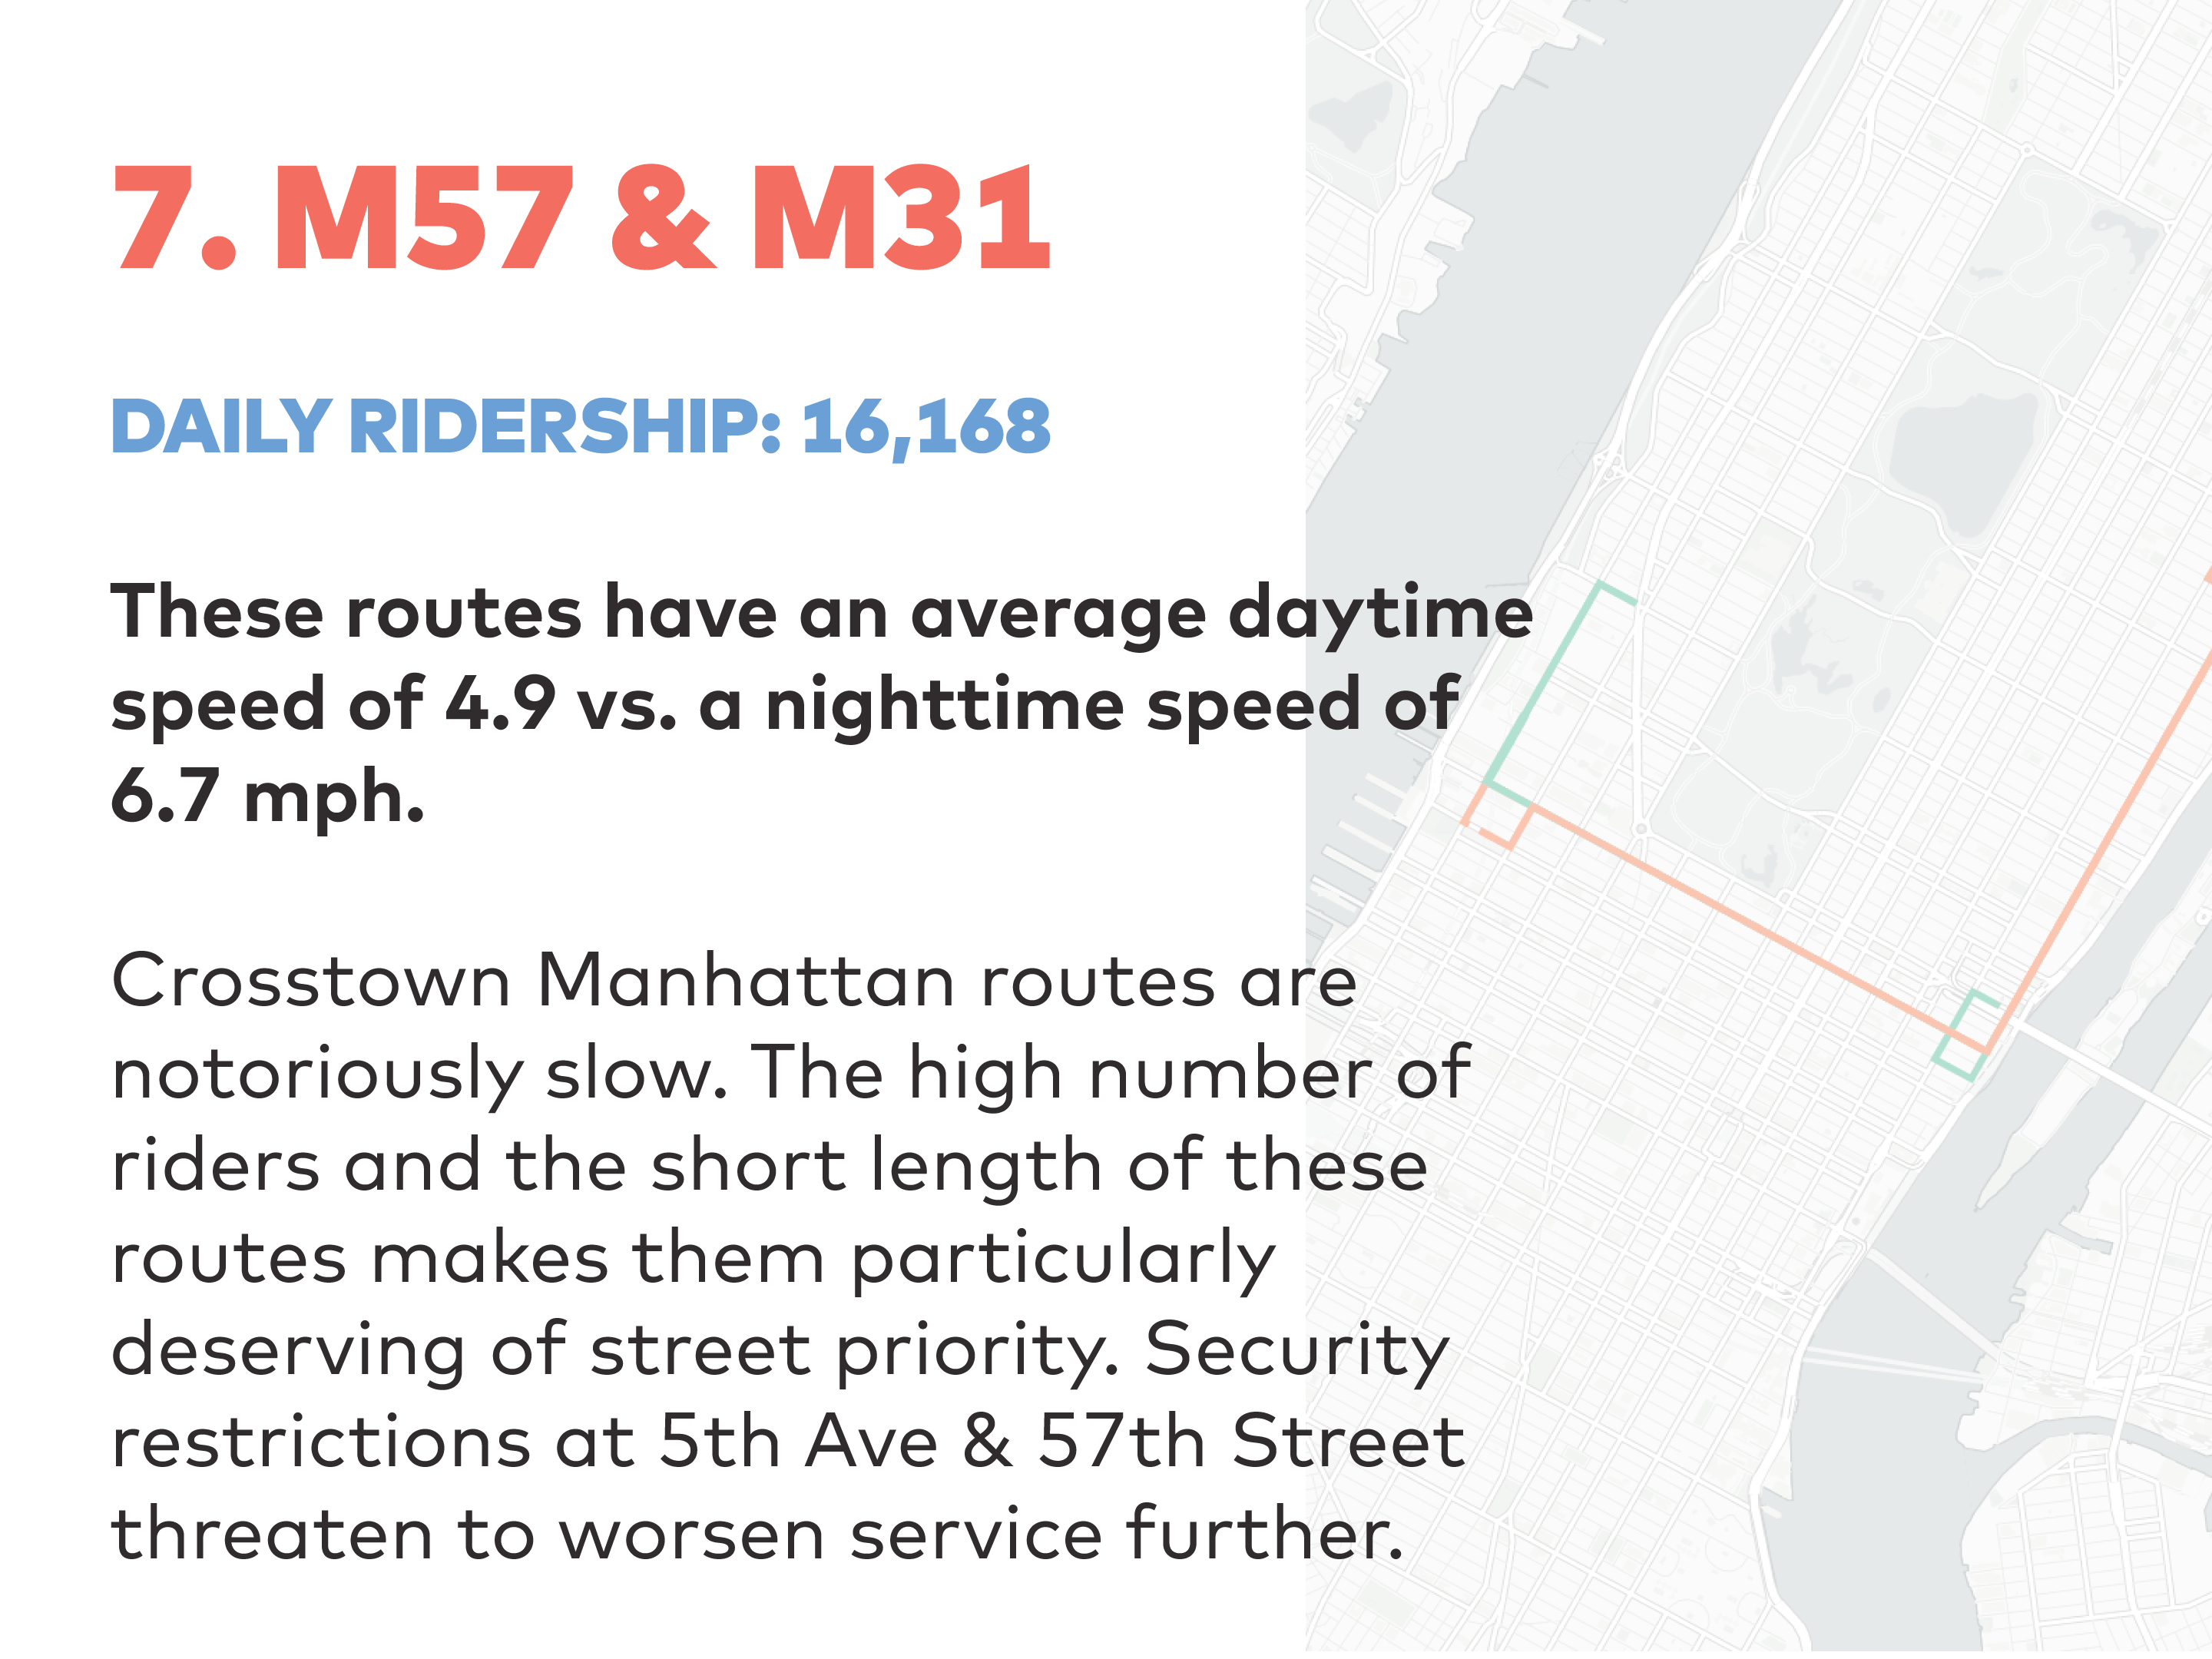 7. M57 & M31
DAILY RIDERSHIP: 16,168
These routes have an average daytime
speed of 4.9 vs. a nighttime speed of
6.7 mph.
Crosstown Manhattan routes are
notoriously slow. The high number of
riders and the short length of these
routes makes them particularly
deserving of street priority. Security
restrictions at 5th Ave & 57th Street
threaten to worsen service further.